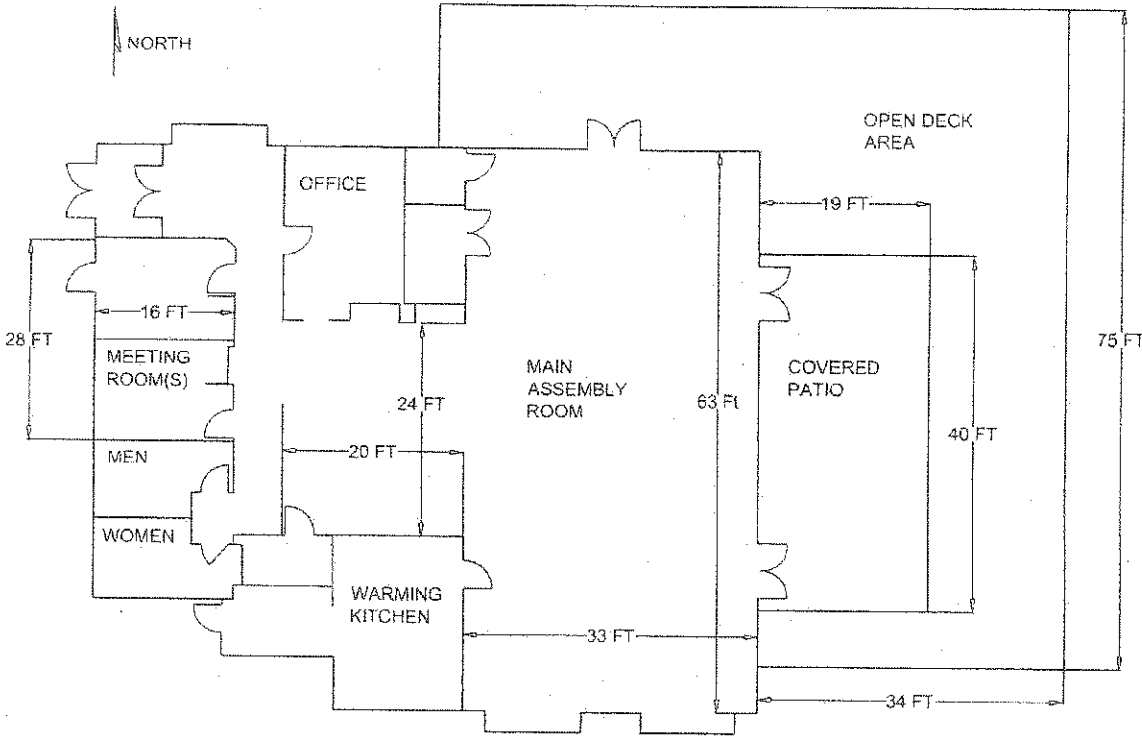 NORTH
OPEN DECK
AREA
OFFICE
19 FT
16 FT
28 FT
MEETING
ROOM(S)
MAIN
ASSEMBLY
ROOM
COVERED
PATIO
75 FT
24 FT
63 Ft
40 FT
20 FT
MEN
WOMEN
WARMING
KITCHEN
33 FT
34 FT